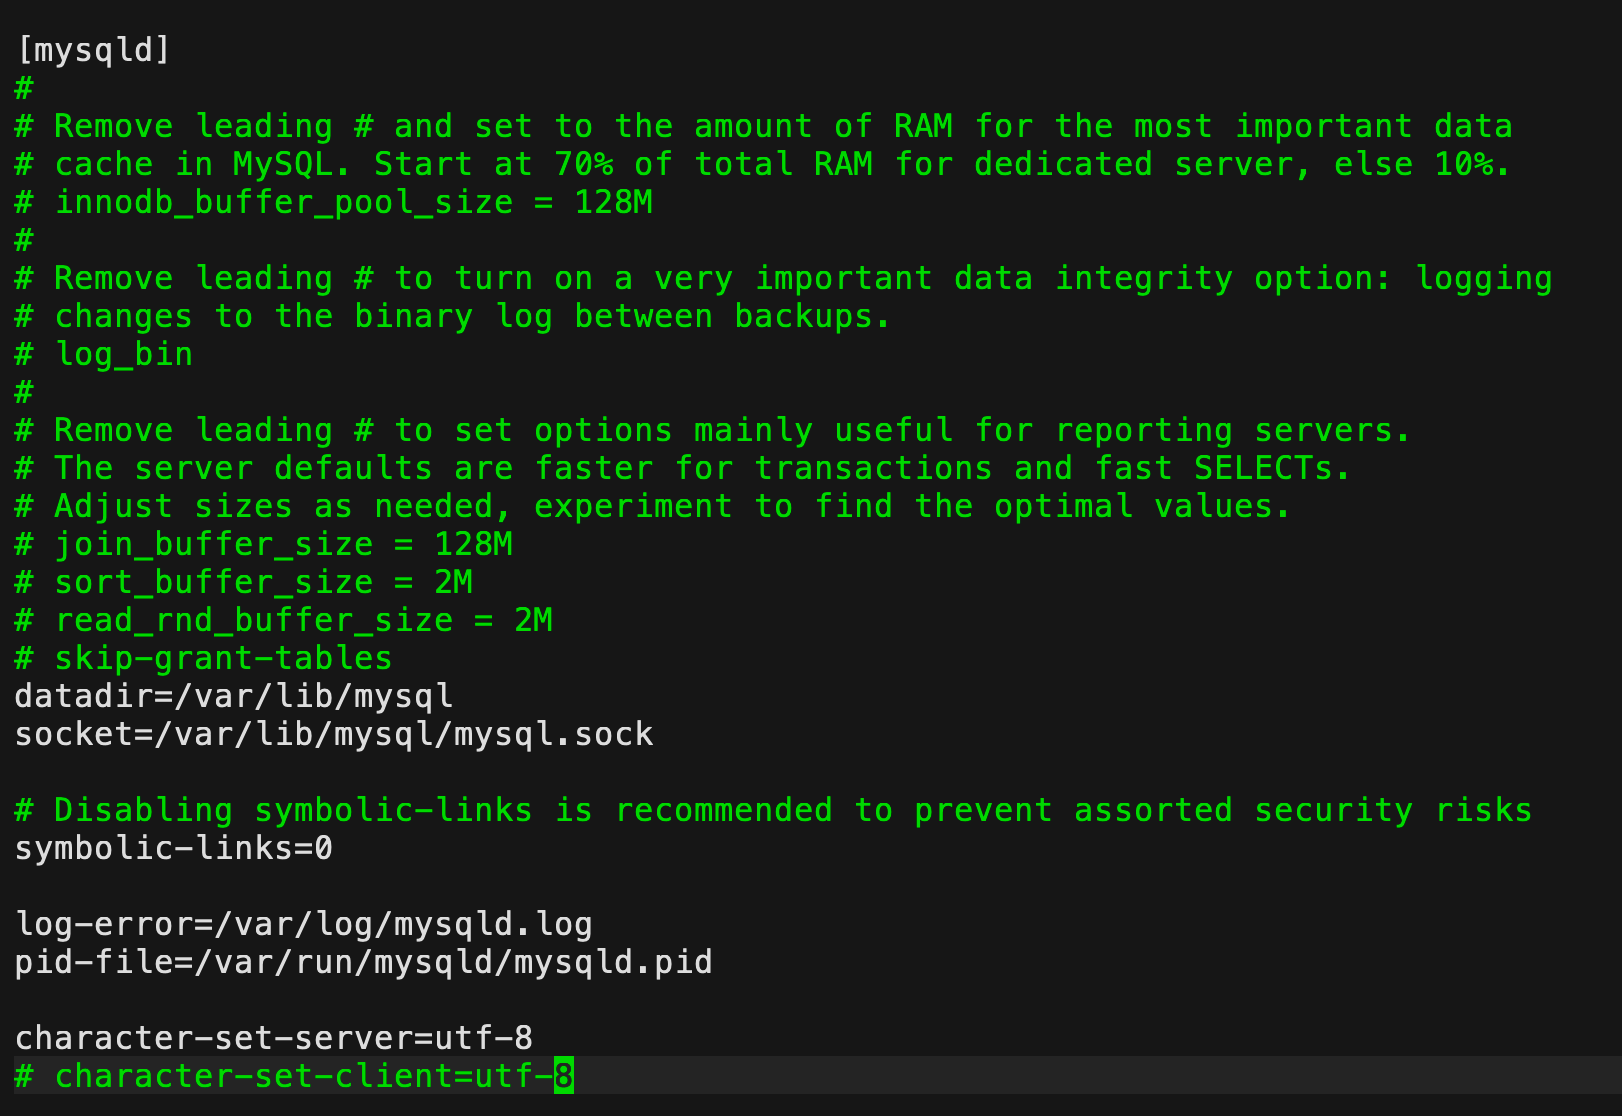 [mysqld]
#
# Remove leading # and set to the amount of RAM for the most important data
# cache in MySQL. Start at 70% of total RAM for dedicated server, else 10%.
# innodb_buffer_pool_size = 128M
#
# Remove leading # to turn on a very important data integrity option: logging
# changes to the binary log between backups.
# log_bin
#
# Remove leading # to set options mainly useful for reporting servers.
# The server defaults are faster for transactions and fast SELECTs.
# Adjust sizes as needed, experiment to find the optimal values.
# join_buffer_size = 128M
# sort_buffer_size = 2M
# read_rnd_buffer_size = 2M
# skip-grant-tables
datadir=/var/lib/mysql
socket=/var/lib/mysql/mysql.sock

# Disabling symbolic-links is recommended to prevent assorted security risks
symbolic-links=0

log-error=/var/log/mysqld.log
pid-file=/var/run/mysqld/mysqld.pid

character-set-server=utf-8
# character-set-client=utf-8